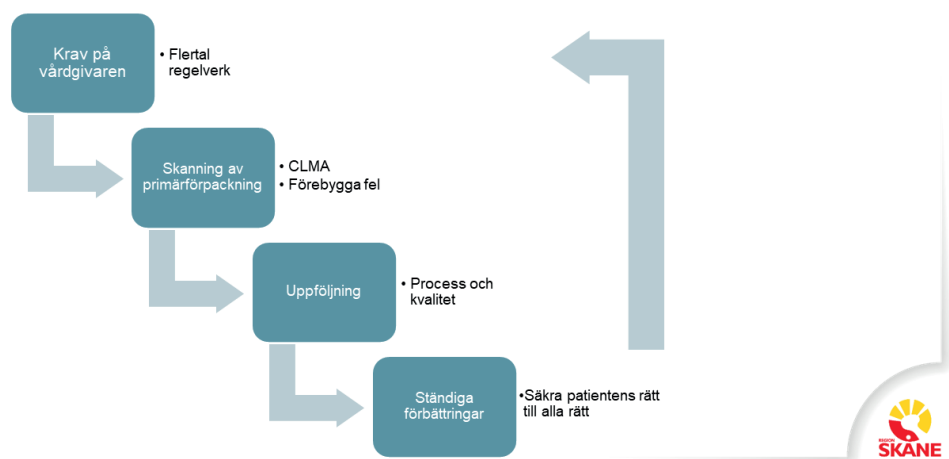 Krav på
vårdgivaren
• Flertal
regelverk
Skanning av
primärförpackning
• CLMA
• Förebygga fel
Uppföljning
• Process och
kvalitet
Ständiga
förbättringar
•Säkra patientens rätt
till alla rätt
REGION
SKÅNE